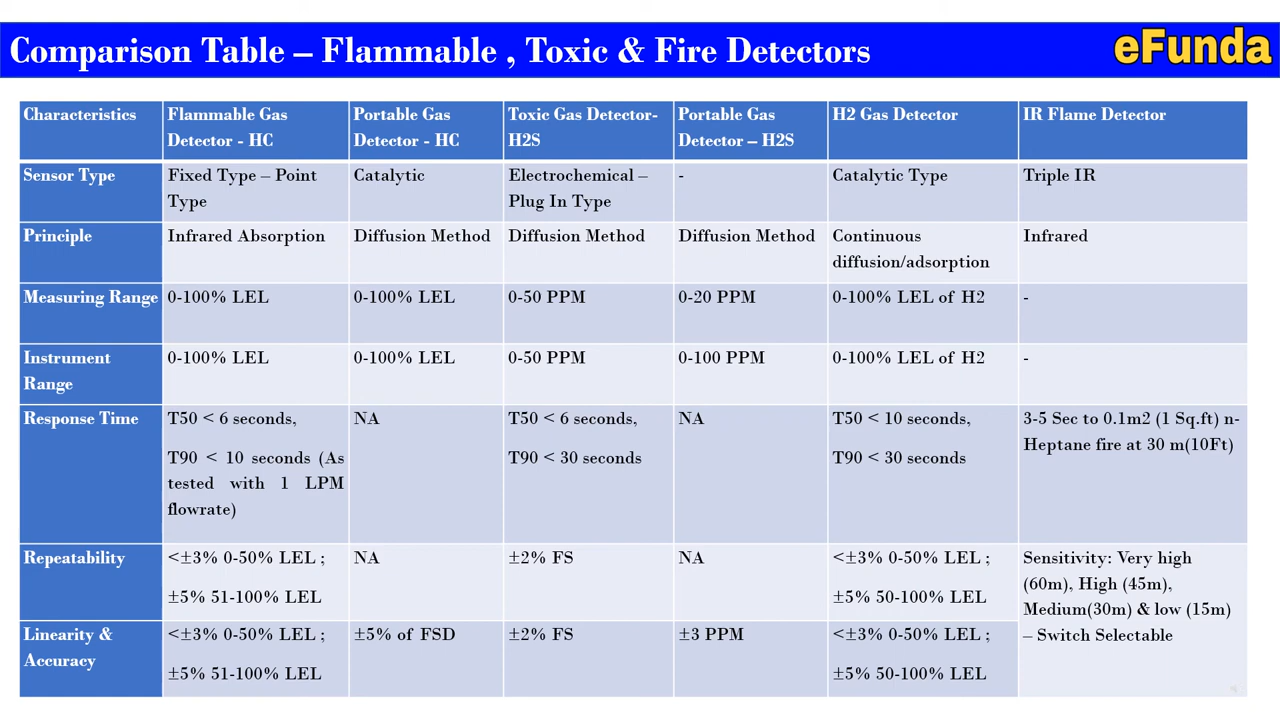 Comparison Table – Flammable , Toxic & Fire Detectors
eFunda
Characteristics
Flammable Gas
Detector - HC
Portable Gas
Detector - HC
Toxic Gas Detector-
H2S
Portable Gas
Detector – H2S
H2 Gas Detector
IR Flame Detector
Sensor Type
Fixed Type – Point
Type
Catalytic
Electrochemical –
Plug In Type
-
Catalytic Type
Triple IR
Principle
Infrared Absorption
Diffusion Method
Diffusion Method
Diffusion Method
Continuous
diffusion/adsorption
Infrared
Measuring Range
0-100% LEL
0-100% LEL
0-50 PPM
0-20 PPM
0-100% LEL of H2
-
Instrument
Range
0-100% LEL
0-100% LEL
0-50 PPM
0-100 PPM
0-100% LEL of H2
-
Response Time
T50 < 6 seconds,
T90 < 10 seconds (As
tested with 1 LPM
flowrate)
NA
T50 < 6 seconds,
T90 < 30 seconds
NA
T50 < 10 seconds,
T90 < 30 seconds
3-5 Sec to 0.1m2 (1 Sq.ft) n-
Heptane fire at 30 m(10Ft)
Repeatability
<±3% 0-50% LEL ;
±5% 51-100% LEL
NA
±2% FS
NA
<±3% 0-50% LEL ;
±5% 50-100% LEL
Sensitivity: Very high
(60m), High (45m),
Medium(30m) & low (15m)
– Switch Selectable
Linearity &
Accuracy
<±3% 0-50% LEL ;
±5% 51-100% LEL
±5% of FSD
±2% FS
±3 PPM
<±3% 0-50% LEL ;
±5% 50-100% LEL